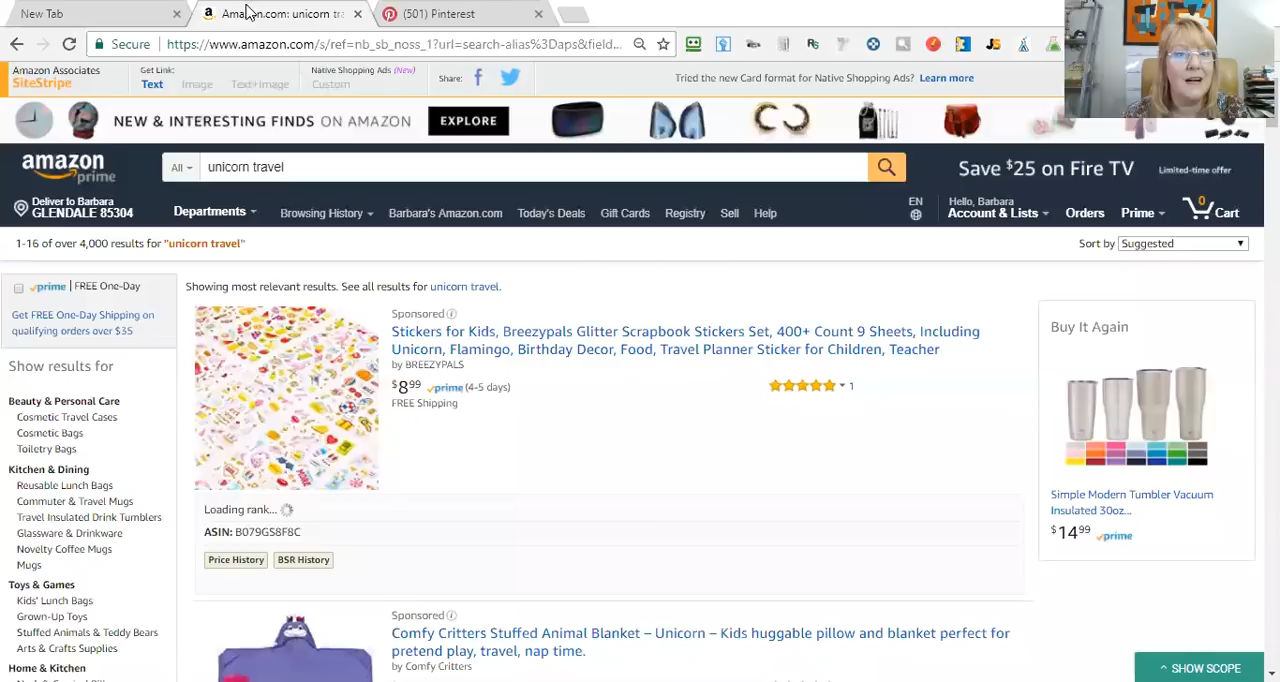 New Tab
Amazon.com: unicorn tra
(501) Pinterest
Secure
https://www.amazon.com/s/ref=nb_sb_noss_1?url=search-alias%3Daps&field...
Amazon Associates
SiteStripe
Get Link:
Text
Image
Text+Image
Native Shopping Ads (New)
Custom
Share:
Tried the new Card format for Native Shopping Ads? Learn more
NEW & INTERESTING FINDS ON AMAZON
EXPLORE
amazon
prime
All
unicorn travel
Save $25 on Fire TV
Limited-time offer
Deliver to Barbara
GLENDALE 85304
Departments
Browsing History
Barbara's Amazon.com
Today's Deals
Gift Cards
Registry
Sell
Help
EN
Hello, Barbara
Account & Lists
Orders
Prime
0
Cart
1-16 of over 4,000 results for "unicorn travel"
Sort by
Suggested
prime | FREE One-Day
Get FREE One-Day Shipping on
qualifying orders over $35
Show results for
Beauty & Personal Care
Cosmetic Travel Cases
Cosmetic Bags
Toiletry Bags
Kitchen & Dining
Reusable Lunch Bags
Commuter & Travel Mugs
Travel Insulated Drink Tumblers
Glassware & Drinkware
Novelty Coffee Mugs
Mugs
Toys & Games
Kids' Lunch Bags
Grown-Up Toys
Stuffed Animals & Teddy Bears
Arts & Crafts Supplies
Home & Kitchen
Showing most relevant results. See all results for unicorn travel.
Sponsored
Stickers for Kids, Breezypals Glitter Scrapbook Stickers Set, 400+ Count 9 Sheets, Including
Unicorn, Flamingo, Birthday Decor, Food, Travel Planner Sticker for Children, Teacher
by BREEZYPALS
$8.99 prime (4-5 days)
FREE Shipping
1
Loading rank...
ASIN: B079GS8F8C
Price History
BSR History
Sponsored
Comfy Critters Stuffed Animal Blanket – Unicorn – Kids huggable pillow and blanket perfect for
pretend play, travel, nap time.
by Comfy Critters
Buy It Again
Simple Modern Tumbler Vacuum
Insulated 30oz...
$14.99 prime
SHOW SCOPE